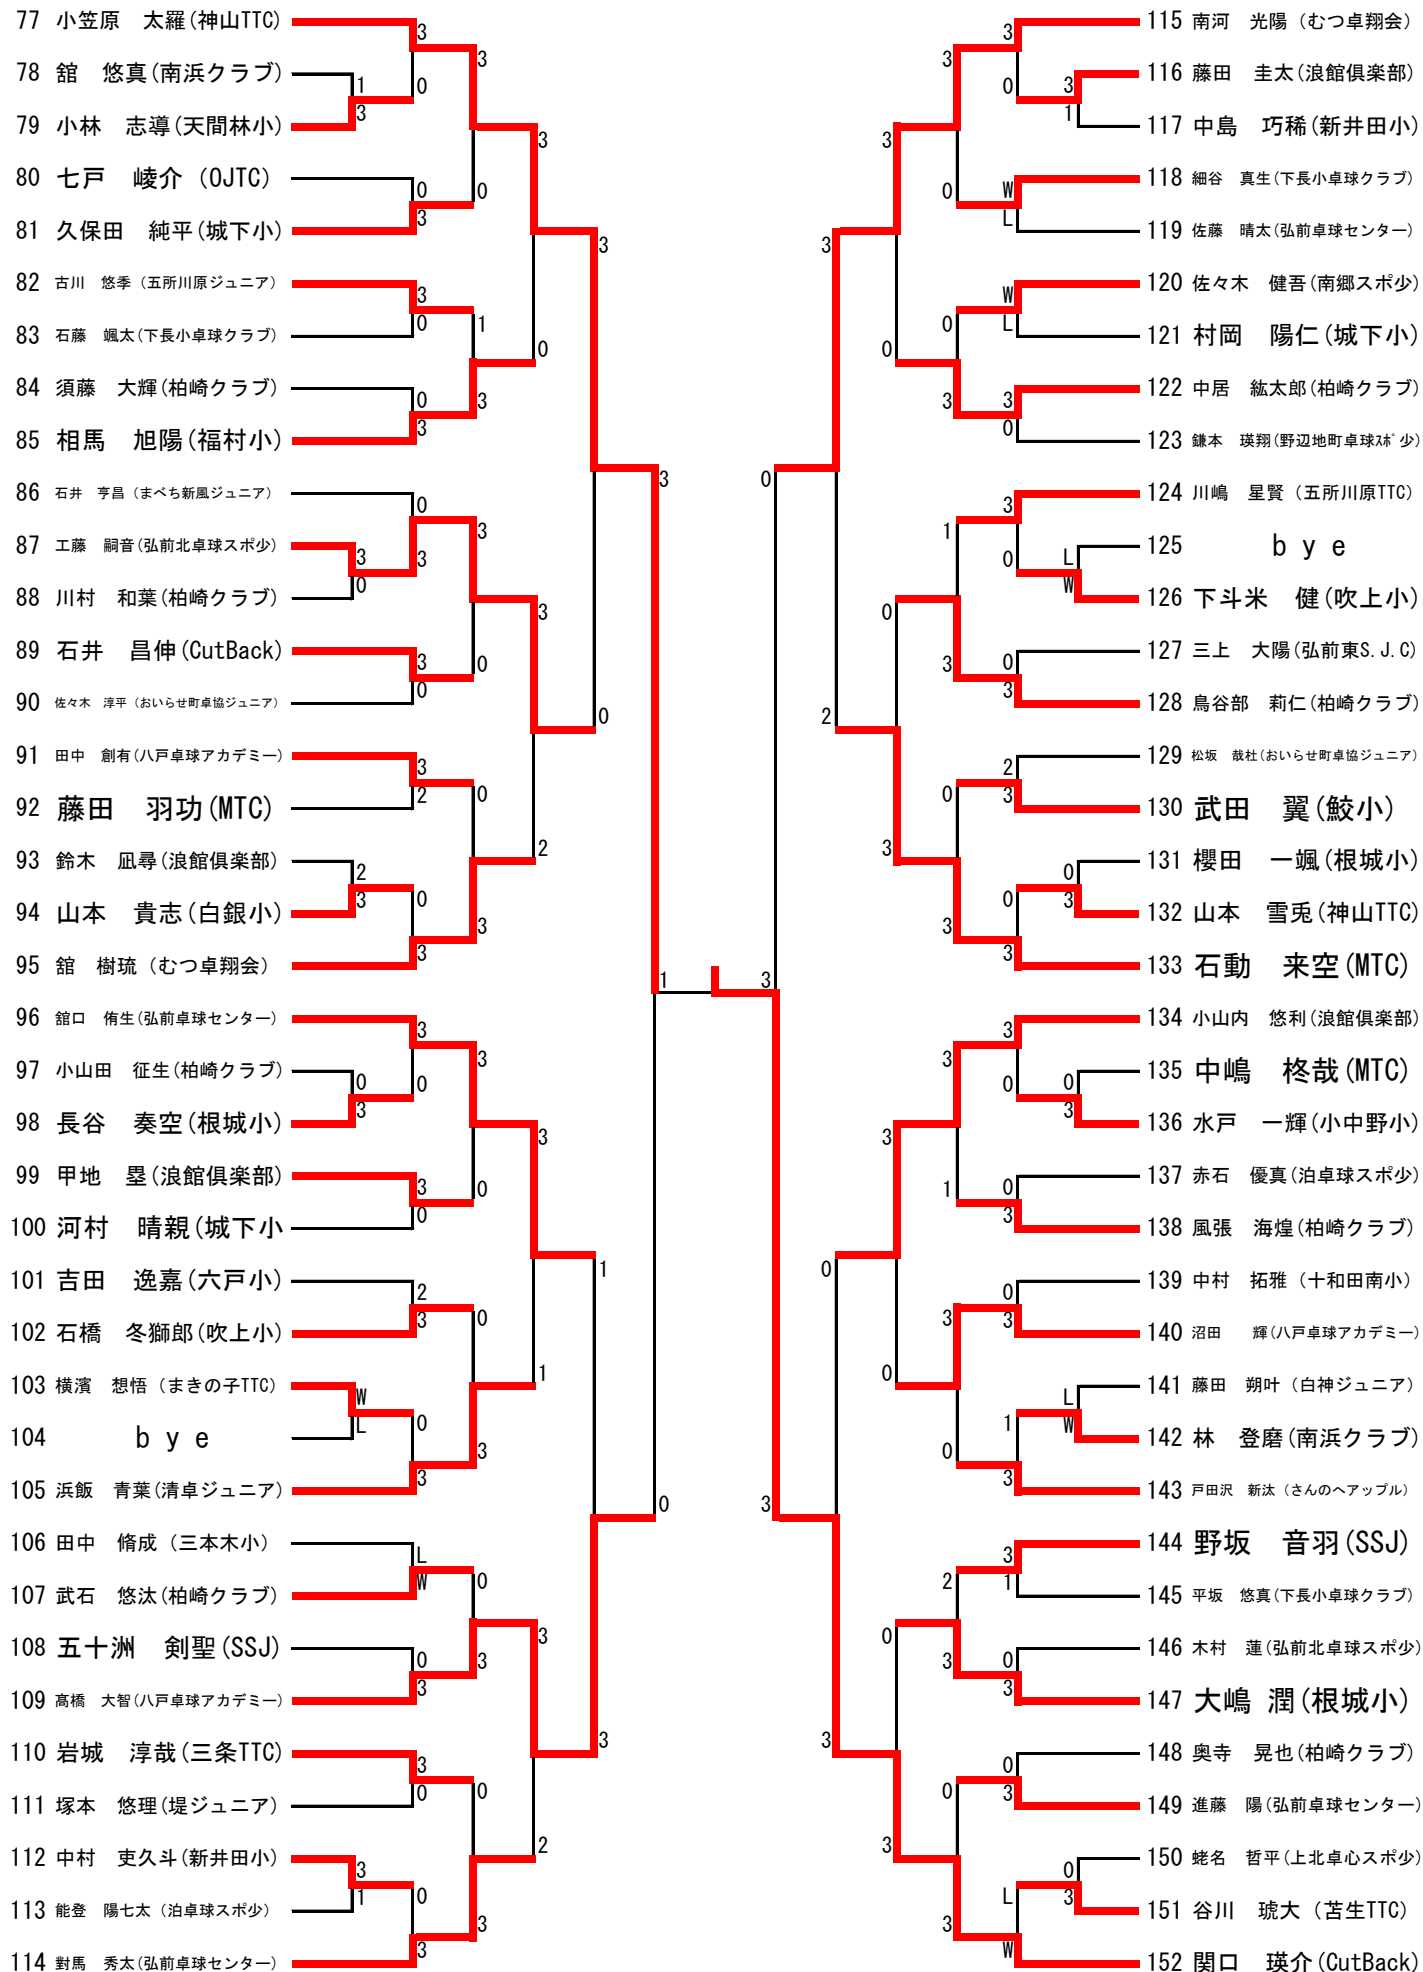 77 小笠原　太羅(神山TTC)
78 舘　悠真(南浜クラブ)
79 小林　志導(天間林小)
80 七戸　崚介 (OJTC)
81 久保田　純平(城下小)
82 古川　悠季 (五所川原ジュニア)
83 石藤　颯太(下長小卓球クラブ)
84 須藤　大輝(柏崎クラブ)
85 相馬　旭陽(福村小)
86 石井　亨昌 (まべち新風ジュニア)
87 工藤　嗣音(弘前北卓球スポ少)
88 川村　和葉(柏崎クラブ)
89 石井　昌伸(CutBack)
90 佐々木　淳平 (おいらせ町卓協ジュニア)
91 田中　創有(八戸卓球アカデミー)
92 藤田　羽功(MTC)
93 鈴木　凪尋(浪館倶楽部)
94 山本　貴志(白銀小)
95 舘　樹琉 (むつ卓翔会)
96 舘口　侑生(弘前卓球センター)
97 小山田　征生(柏崎クラブ)
98 長谷　奏空(根城小)
99 甲地　塁(浪館倶楽部)
100 河村　晴親(城下小
101 吉田　逸嘉(六戸小)
102 石橋　冬獅郎(吹上小)
103 横濱　想悟 (まきの子TTC)
104 ｂｙｅ
105 浜飯　青葉(清卓ジュニア)
106 田中　脩成 (三本木小)
107 武石　悠汰(柏崎クラブ)
108 五十洲　剣聖(SSJ)
109 髙橋　大智(八戸卓球アカデミー)
110 岩城　淳哉(三条TTC)
111 塚本　悠理(堤ジュニア)
112 中村　吏久斗(新井田小)
113 能登　陽七太 (泊卓球スポ少)
114 對馬　秀太(弘前卓球センター)
115 南河　光陽 (むつ卓翔会)
116 藤田　圭太(浪館倶楽部)
117 中島　巧稀(新井田小)
118 細谷　真生(下長小卓球クラブ)
119 佐藤　晴太(弘前卓球センター)
120 佐々木　健吾(南郷スポ少)
121 村岡　陽仁(城下小)
122 中居　紘太郎(柏崎クラブ)
123 鎌本　瑛翔(野辺地町卓球ｽﾎﾟ少)
124 川嶋　星賢 (五所川原TTC)
125 ｂｙｅ
126 下斗米　健(吹上小)
127 三上　大陽(弘前東S.J.C)
128 鳥谷部　莉仁(柏崎クラブ)
129 松坂　哉杜(おいらせ町卓協ジュニア)
130 武田　翼(鮫小)
131 櫻田　一颯(根城小)
132 山本　雪兎(神山TTC)
133 石動　来空(MTC)
134 小山内　悠利(浪館倶楽部)
135 中嶋　柊哉(MTC)
136 水戸　一輝(小中野小)
137 赤石　優真(泊卓球スポ少)
138 風張　海煌(柏崎クラブ)
139 中村　拓雅 (十和田南小)
140 沼田　輝(八戸卓球アカデミー)
141 藤田　朔叶 (白神ジュニア)
142 林　登磨(南浜クラブ)
143 戸田沢　新汰 (さんのへアップル)
144 野坂　音羽(SSJ)
145 平坂　悠真(下長小卓球クラブ)
146 木村　蓮(弘前北卓球スポ少)
147 大嶋 潤(根城小)
148 奥寺　晃也(柏崎クラブ)
149 進藤　陽(弘前卓球センター)
150 蛯名　哲平(上北卓心スポ少)
151 谷川　琥大 (苫生TTC)
152 関口　瑛介(CutBack)